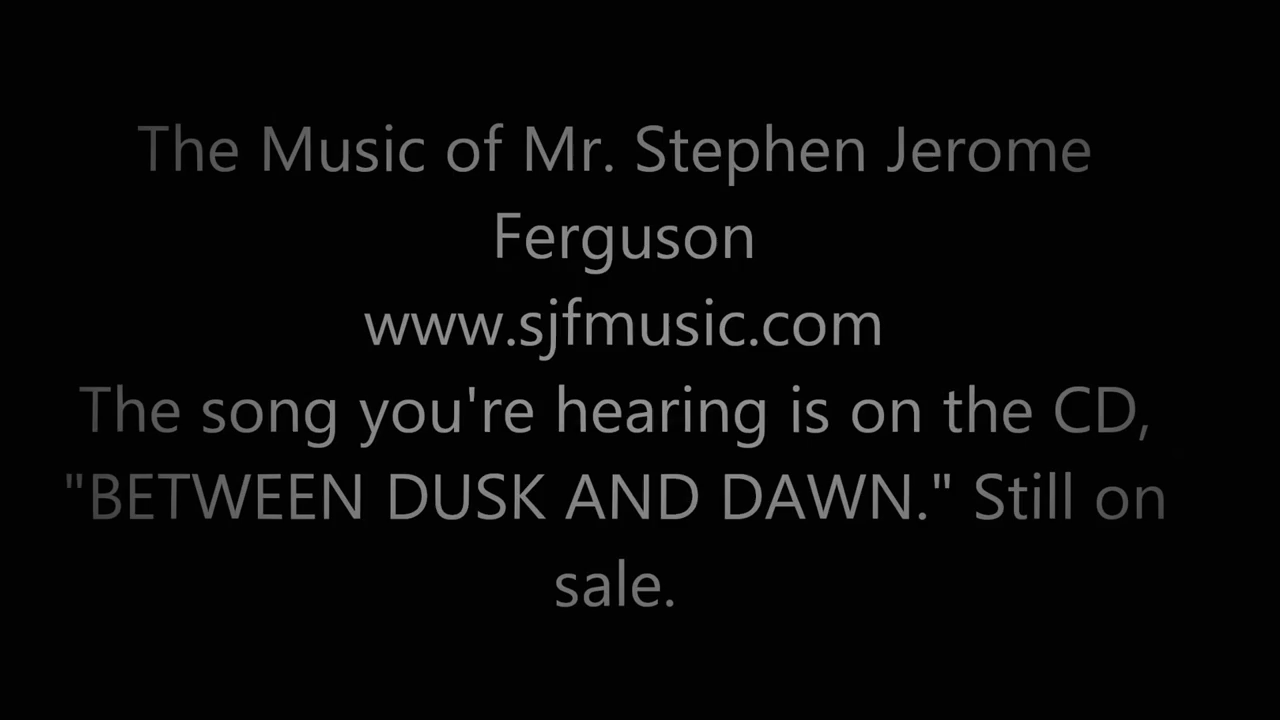 The Music of Mr. Stephen Jerome
Ferguson
www.sjfmusic.com
The song you're hearing is on the CD,
"BETWEEN DUSK AND DAWN." Still on
sale.